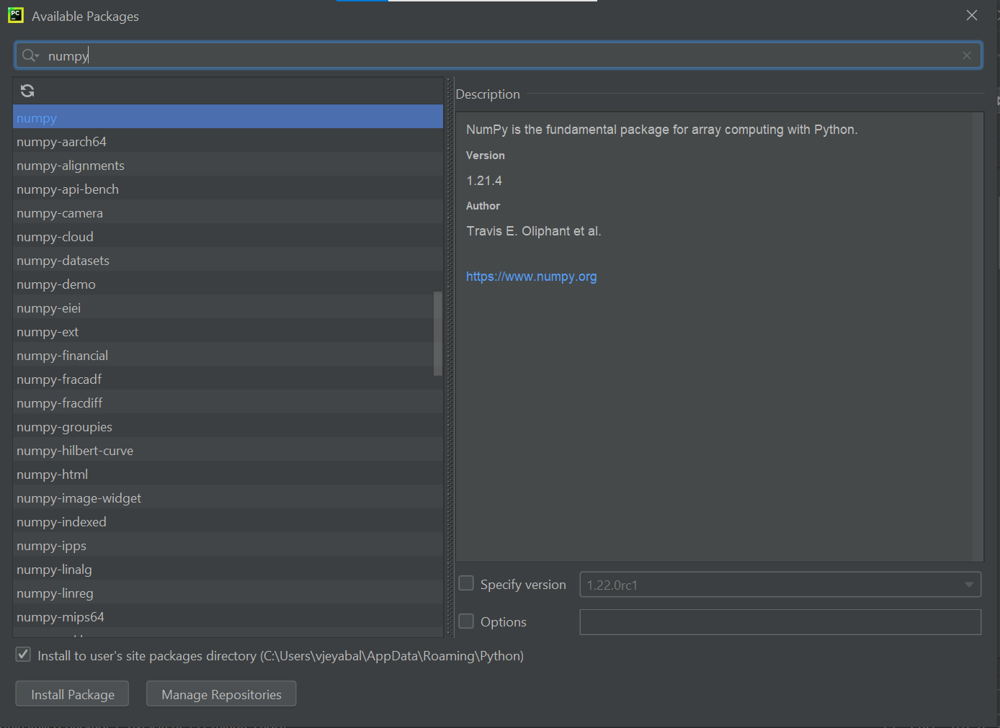 PC
Available Packages
numpy
numpy
numpy-aarch64
numpy-alignments
numpy-api-bench
numpy-camera
numpy-cloud
numpy-datasets
numpy-demo
numpy-eiei
numpy-ext
numpy-financial
numpy-fracadf
numpy-fracdiff
numpy-groupies
numpy-hilbert-curve
numpy-html
numpy-image-widget
numpy-indexed
numpy-ipps
numpy-linalg
numpy-linreg
numpy-mips64
Description
NumPy is the fundamental package for array computing with Python.
Version
1.21.4
Author
Travis E. Oliphant et al.
https://www.numpy.org
Specify version
1.22.0rc1
Options
Install to user's site packages directory (C:\Users\vjeyabal\AppData\Roaming\Python)
Install Package
Manage Repositories